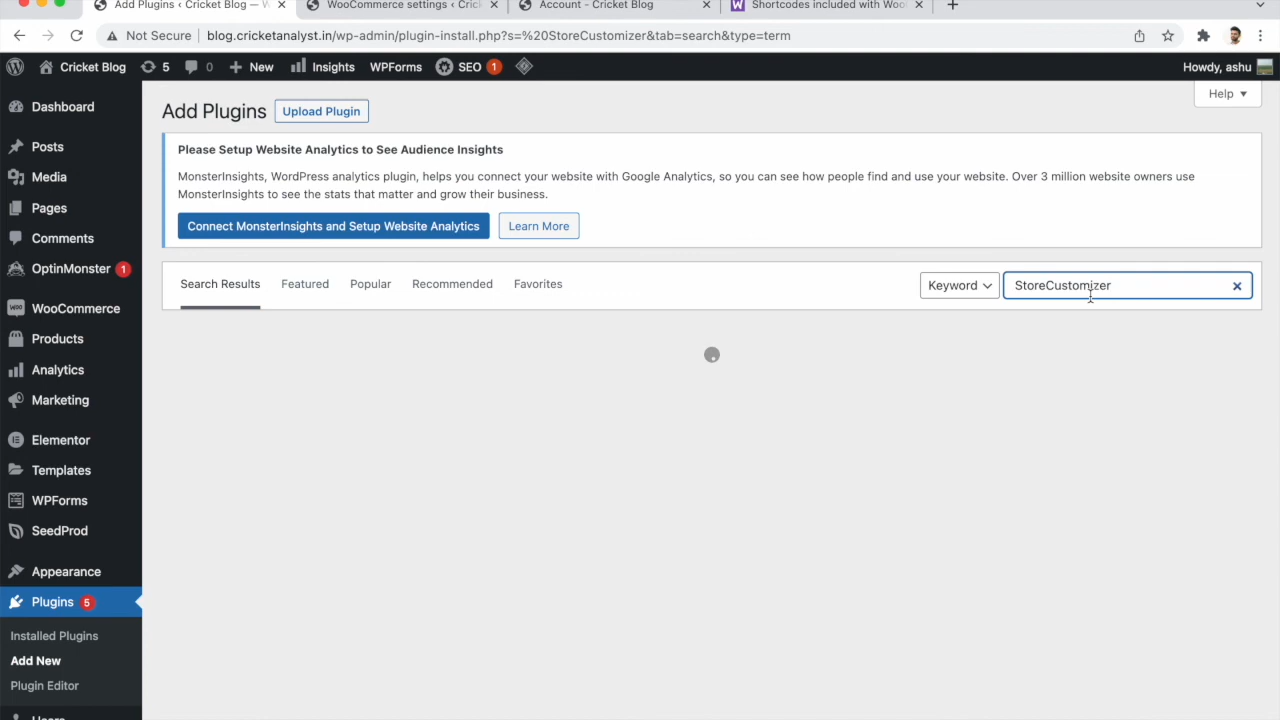 Add Plugins ‹ Cricket Blog — W
WooCommerce settings ‹ Crick
Account - Cricket Blog
Shortcodes included with Woo
Not Secure
blog.cricketanalyst.in/wp-admin/plugin-install.php?s=%20StoreCustomizer&tab=search&type=term
Cricket Blog 5 0 New Insights WPForms SEO 1
Howdy, ashu
Help
Dashboard
Posts
Media
Pages
Comments
OptinMonster 1
WooCommerce
Products
Analytics
Marketing
Elementor
Templates
WPForms
SeedProd
Appearance
Plugins 5
Installed Plugins
Add New
Plugin Editor
Users
Add Plugins
Upload Plugin
Please Setup Website Analytics to See Audience Insights
MonsterInsights, WordPress analytics plugin, helps you connect your website with Google Analytics, so you can see how people find and use your website. Over 3 million website owners use
MonsterInsights to see the stats that matter and grow their business.
Connect MonsterInsights and Setup Website Analytics
Learn More
Search Results Featured Popular Recommended Favorites
Keyword
StoreCustomizer